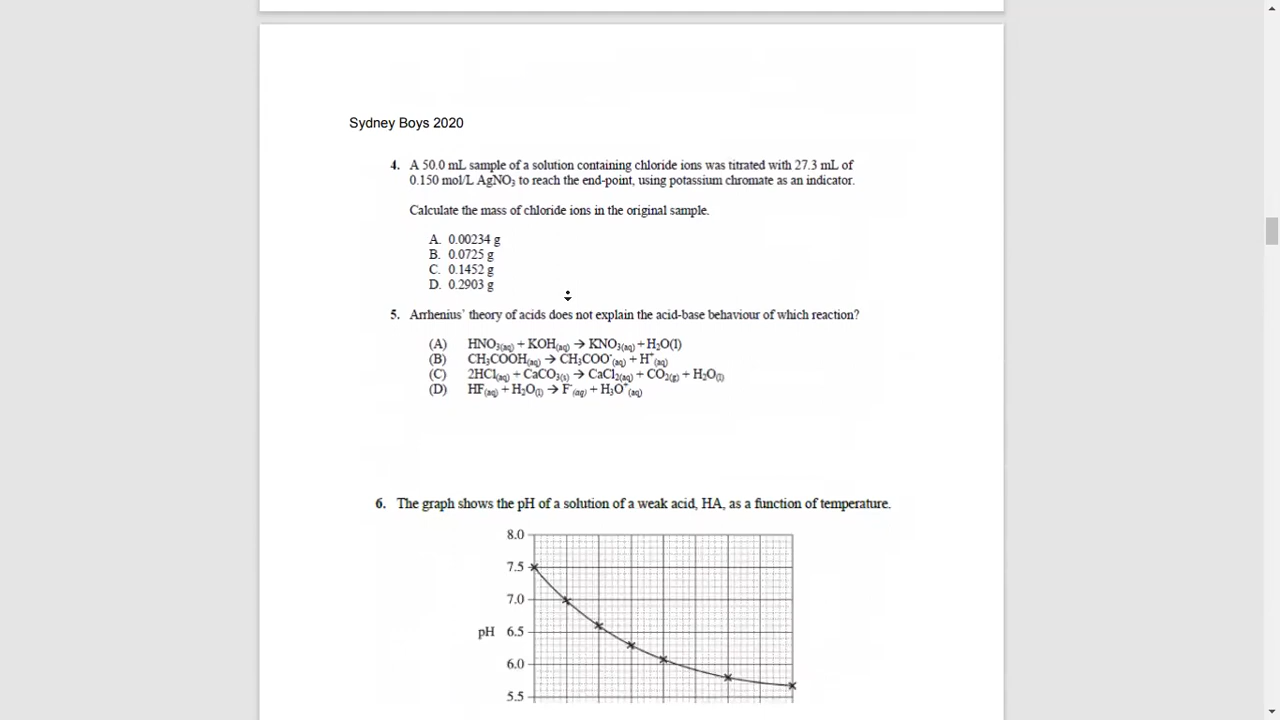 Sydney Boys 2020
4. A 50.0 mL sample of a solution containing chloride ions was titrated with 27.3 mL of
0.150 mol/L AgNO₃ to reach the end-point, using potassium chromate as an indicator.
Calculate the mass of chloride ions in the original sample.
A. 0.00234 g
B. 0.0725 g
C. 0.1452 g
D. 0.2903 g
5. Arrhenius' theory of acids does not explain the acid-base behaviour of which reaction?
(A) HNO₃(aq) + KOH(aq) → KNO₃(aq) + H₂O(l)
(B) CH₃COOH(aq) → CH₃COO⁻(aq) + H⁺(aq)
(C) 2HCl(aq) + CaCO₃(s) → CaCl₂(aq) + CO₂(g) + H₂O(l)
(D) HF(aq) + H₂O(l) → F⁻(aq) + H₃O⁺(aq)
6. The graph shows the pH of a solution of a weak acid, HA, as a function of temperature.
8.0
7.5
7.0
pH 6.5
6.0
5.5